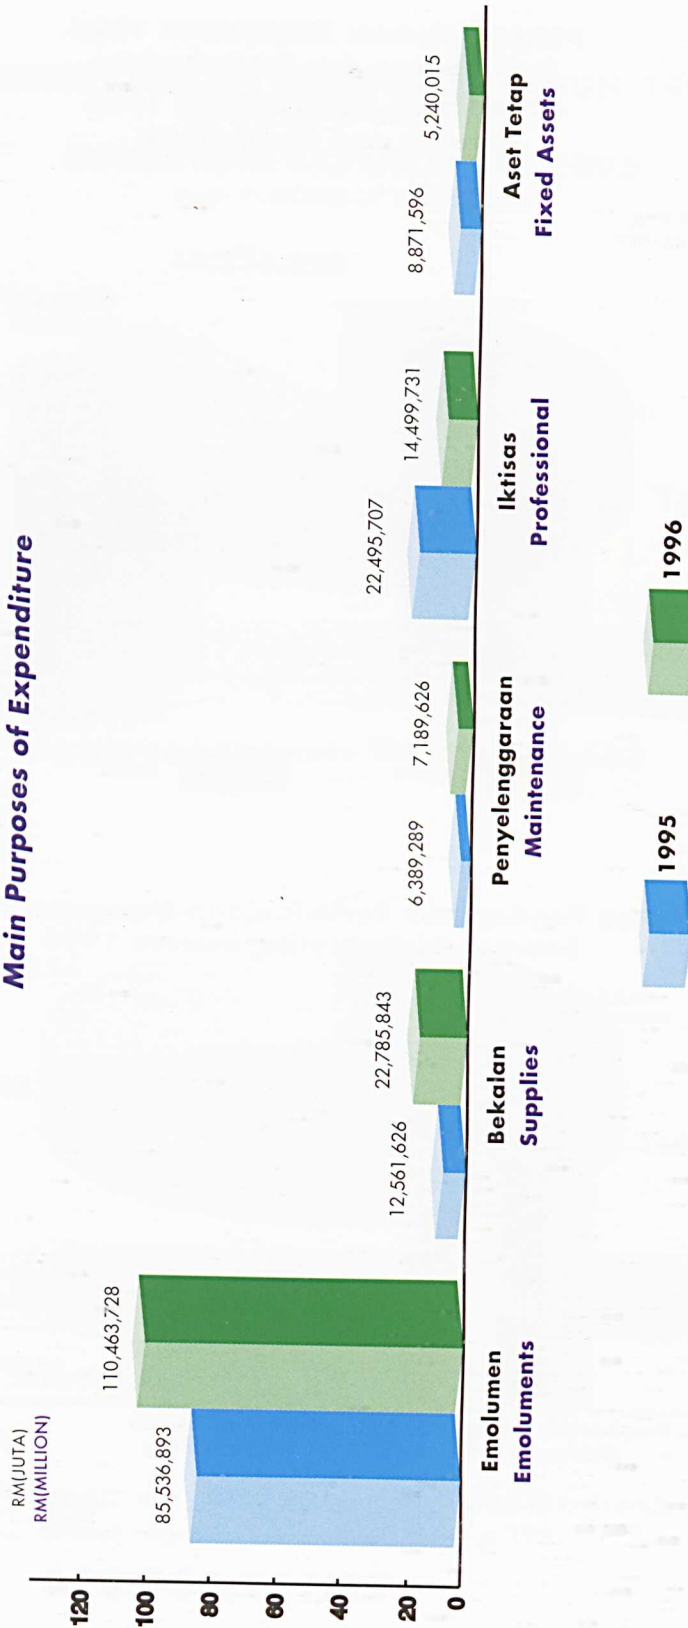 Main Purposes of Expenditure
RM(JUTA)
RM(MILLION)
120
100
80
60
40
20
0
85,536,893
110,463,728
12,561,626
22,785,843
6,389,289
7,189,626
22,495,707
14,499,731
8,871,596
5,240,015
Emolumen
Emoluments
Bekalan
Supplies
Penyelenggaraan
Maintenance
Iktisas
Professional
Aset Tetap
Fixed Assets
1995
1996